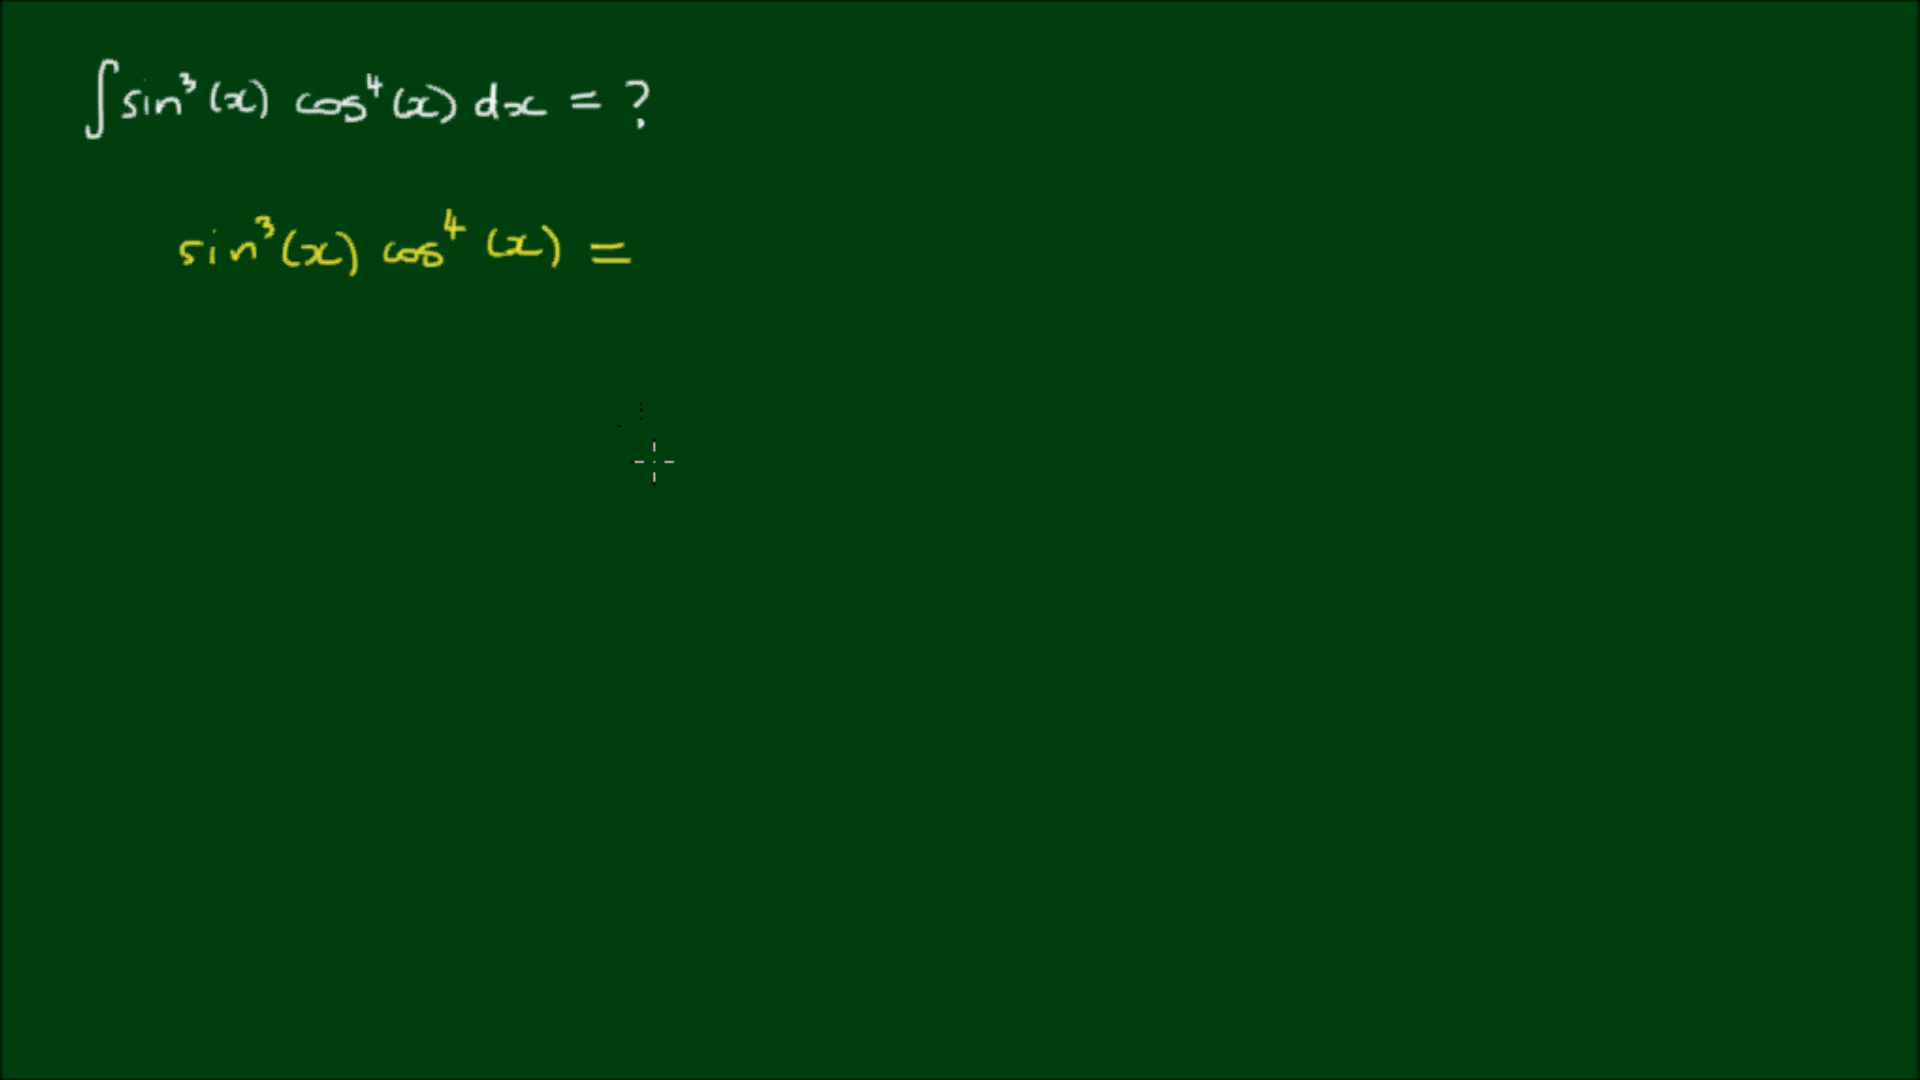 ∫sin³(x) cos⁴(x) dx = ?
sin³(x) cos⁴(x) =